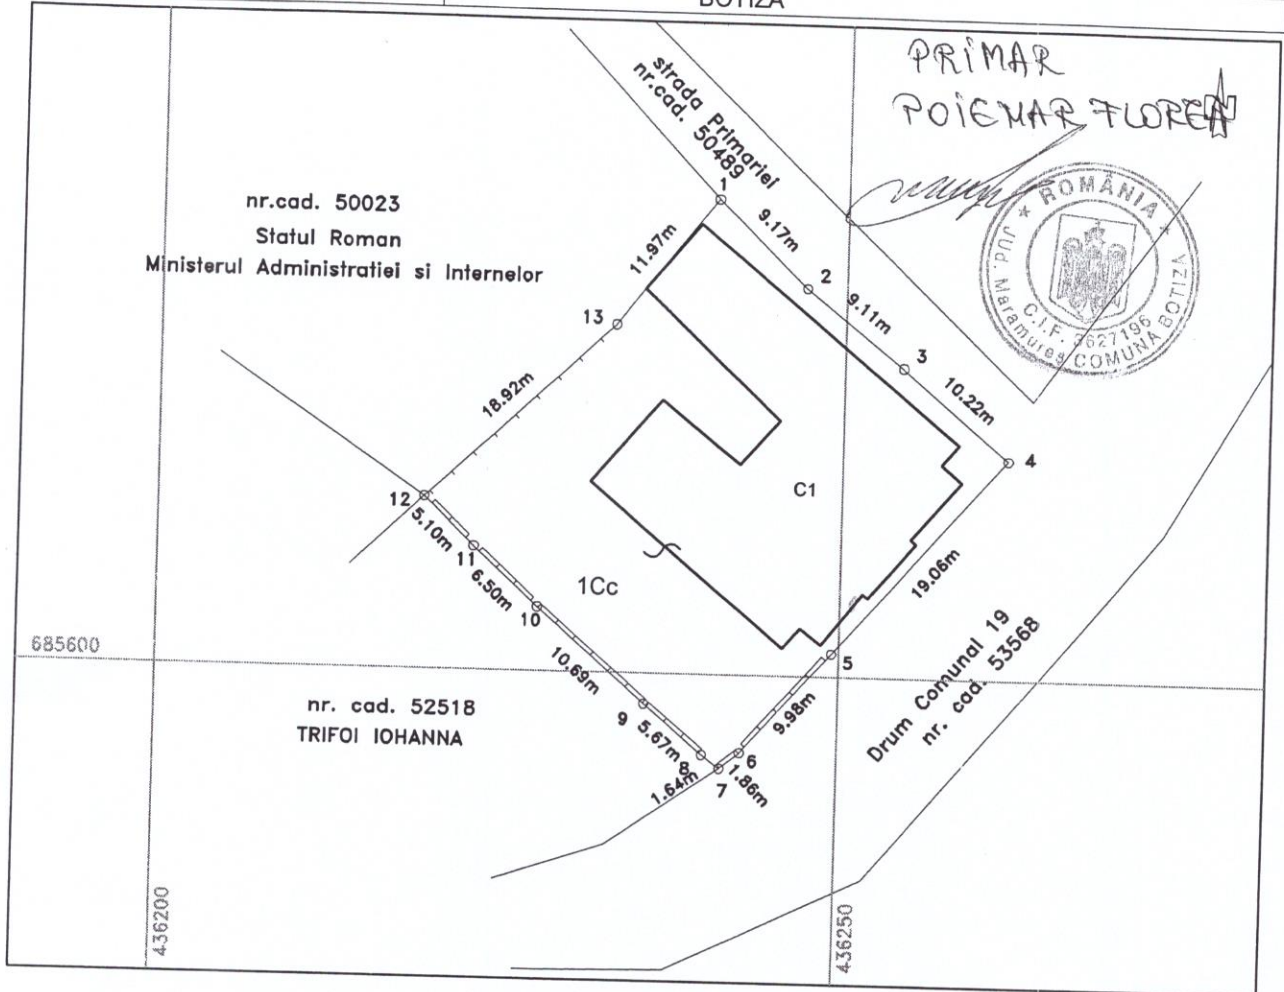 BOTIZA
PRIMAR
POIENAR FLOREA
strada Primariei
nr.cad. 50489
nr.cad. 50023
Statul Roman
Ministerul Administratiei si Internelor
ROMÂNIA
Jud. Maramureș COMUNA BOTIZA
C.I.F. 3627196
1
9.17m
11.97m
2
9.11m
13
3
10.22m
18.92m
4
C1
12
5.10m
11
6.50m
1Cc
19.06m
10
685600
10.69m
5
Drum Comunal 19
nr. cad. 53568
nr. cad. 52518
TRIFOI IOHANNA
9
5.67m
9.98m
8
6
1.64m
7
1.86m
436200
436250